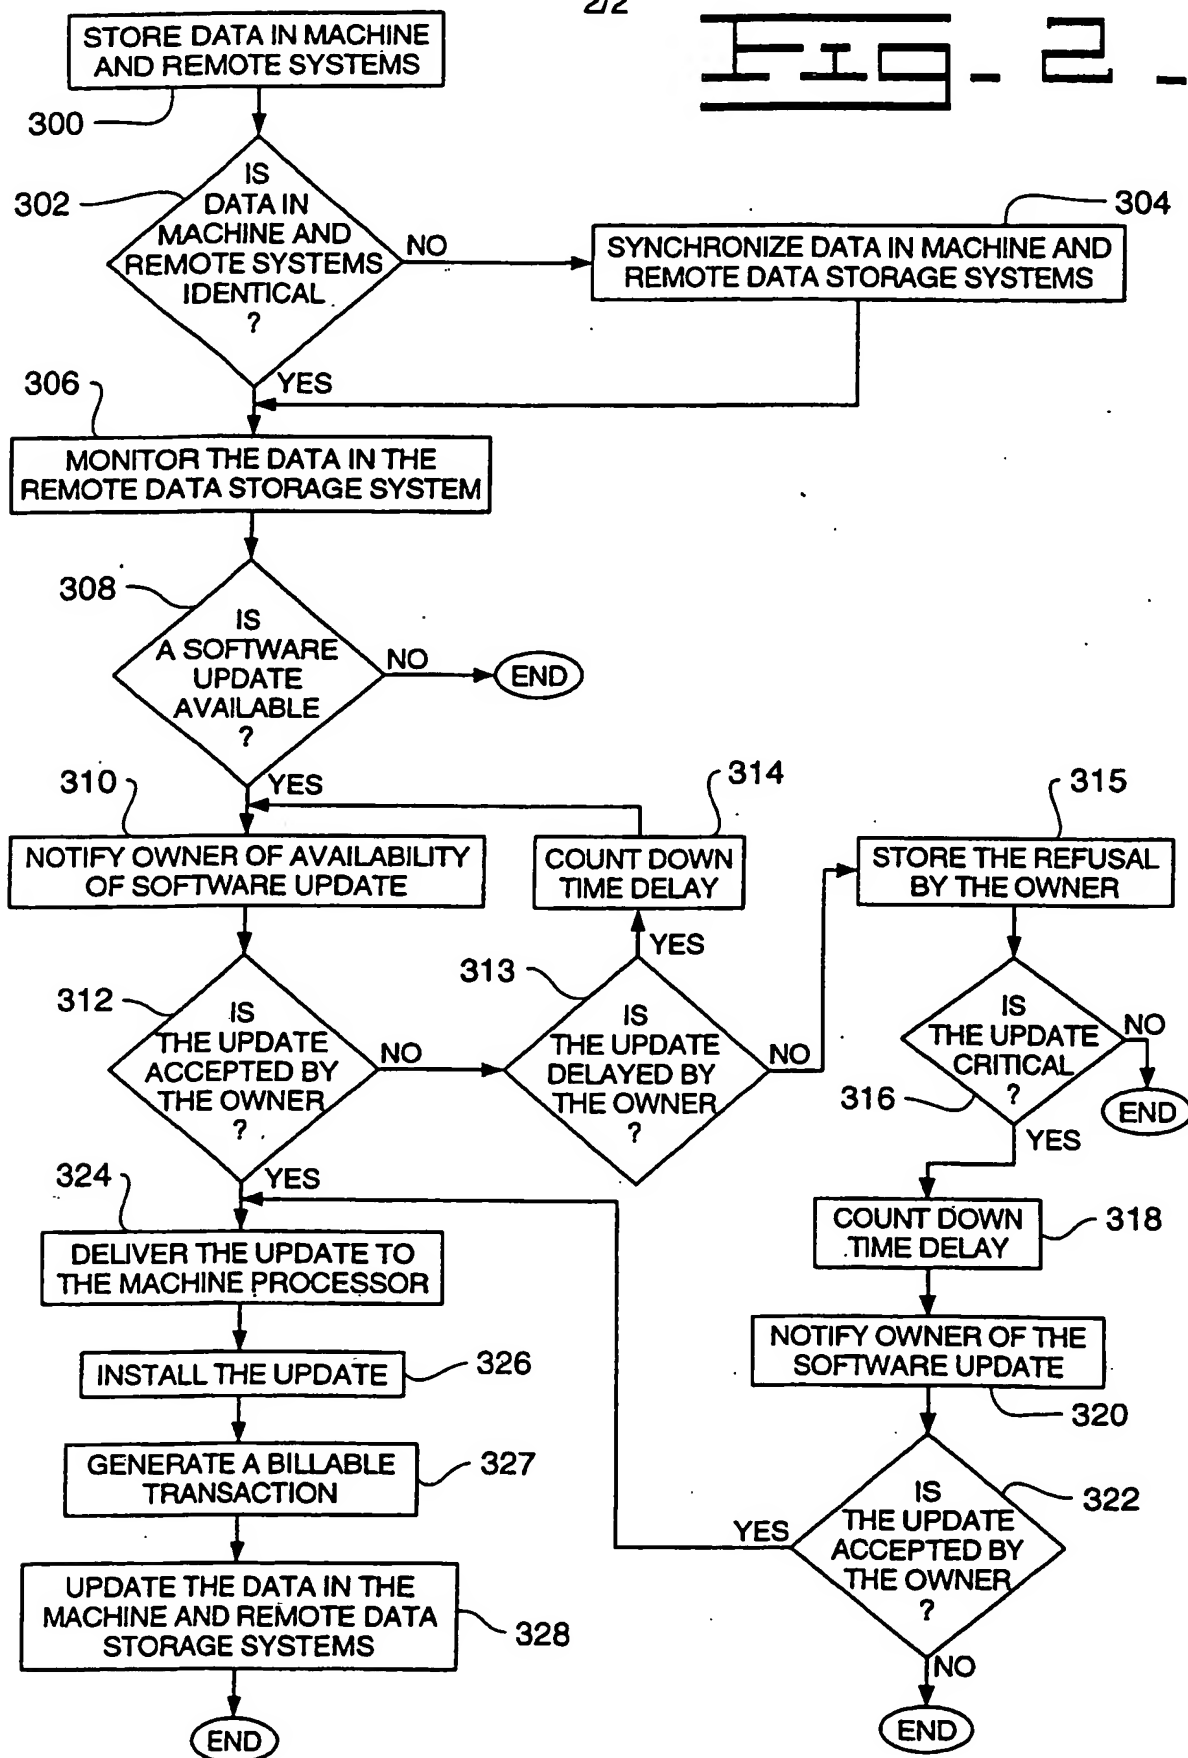 2/2
FIG_2_
STORE DATA IN MACHINE
AND REMOTE SYSTEMS
300
302
IS
DATA IN
MACHINE AND
REMOTE SYSTEMS
IDENTICAL
?
NO
304
SYNCHRONIZE DATA IN MACHINE AND
REMOTE DATA STORAGE SYSTEMS
YES
306
MONITOR THE DATA IN THE
REMOTE DATA STORAGE SYSTEM
308
IS
A SOFTWARE
UPDATE
AVAILABLE
?
NO
END
YES
310
NOTIFY OWNER OF AVAILABILITY
OF SOFTWARE UPDATE
314
COUNT DOWN
TIME DELAY
315
STORE THE REFUSAL
BY THE OWNER
312
IS
THE UPDATE
ACCEPTED BY
THE OWNER
?
NO
313
YES
IS
THE UPDATE
DELAYED BY
THE OWNER
?
NO
316
IS
THE UPDATE
CRITICAL
?
NO
END
YES
YES
324
DELIVER THE UPDATE TO
THE MACHINE PROCESSOR
COUNT DOWN
TIME DELAY
318
INSTALL THE UPDATE
326
NOTIFY OWNER OF THE
SOFTWARE UPDATE
320
GENERATE A BILLABLE
TRANSACTION
327
IS
THE UPDATE
ACCEPTED BY
THE OWNER
?
322
YES
UPDATE THE DATA IN THE
MACHINE AND REMOTE DATA
STORAGE SYSTEMS
328
NO
END
END